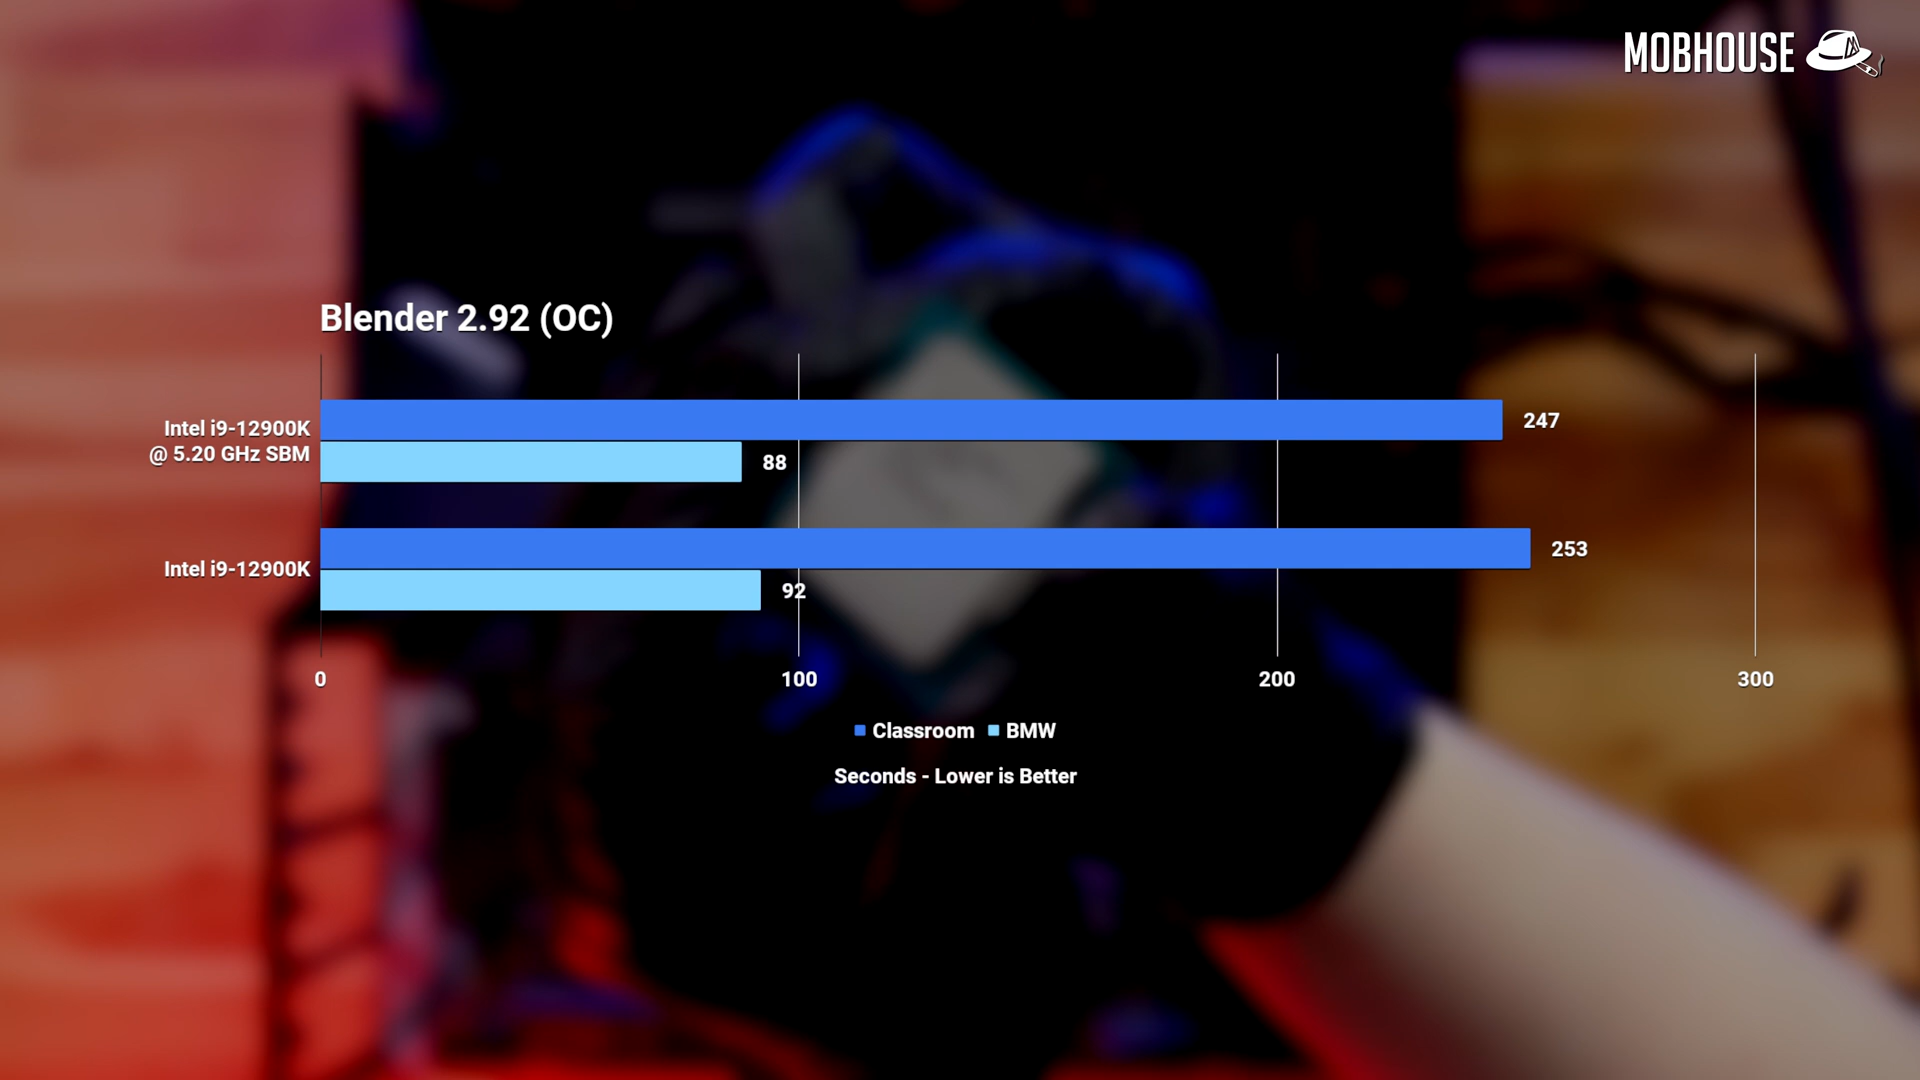 MOBHOUSE
Blender 2.92 (OC)
Intel i9-12900K
@ 5.20 GHz SBM
247
88
Intel i9-12900K
253
92
0 100 200 300
Classroom BMW
Seconds - Lower is Better